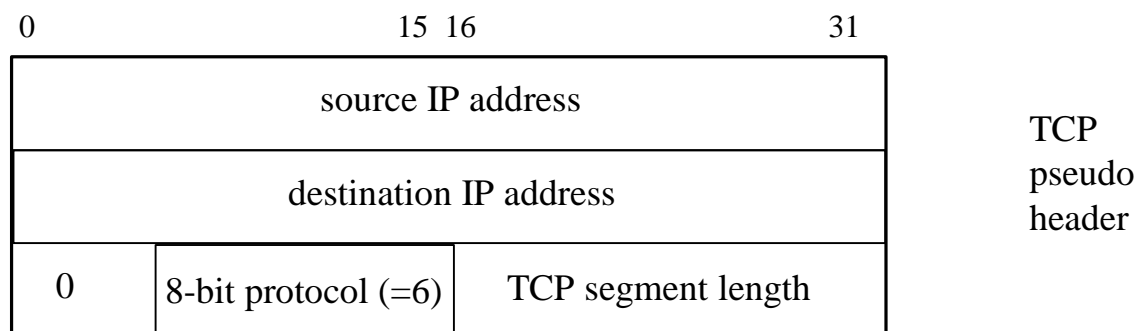 0 15 16 31
source IP address
destination IP address
0 8-bit protocol (=6) TCP segment length
TCP
pseudo
header